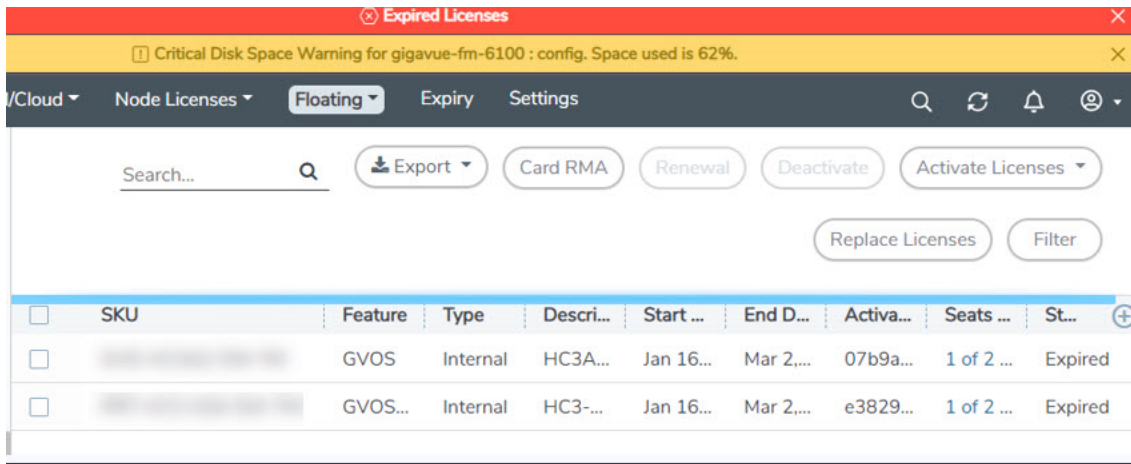 Expired Licenses
Critical Disk Space Warning for gigavue-fm-6100 : config. Space used is 62%.
l/Cloud Node Licenses Floating Expiry Settings
Search... Export Card RMA Renewal Deactivate Activate Licenses
Replace Licenses Filter
SKU Feature Type Descri... Start ... End D... Activa... Seats ... St...
GVOS Internal HC3A... Jan 16... Mar 2,... 07b9a... 1 of 2 ... Expired
GVOS... Internal HC3-... Jan 16... Mar 2,... e3829... 1 of 2 ... Expired